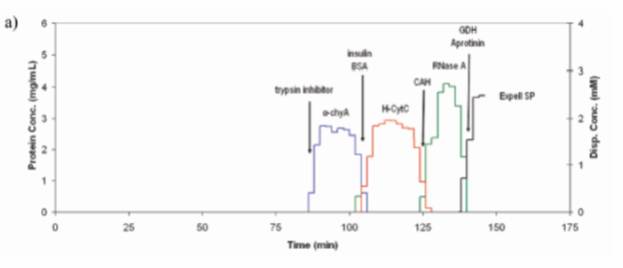 a)
6
5
4
3
2
1
0
Protein Conc. (mg/mL)
trypsin inhibitor
α-chyA
insulin
BSA
H-CytC
CAH
RNase A
GDH
Aprotinin
Expell SP
4
3
2
1
0
Disp. Conc. (mM)
0 25 50 75 100 125 150 175
Time (min)